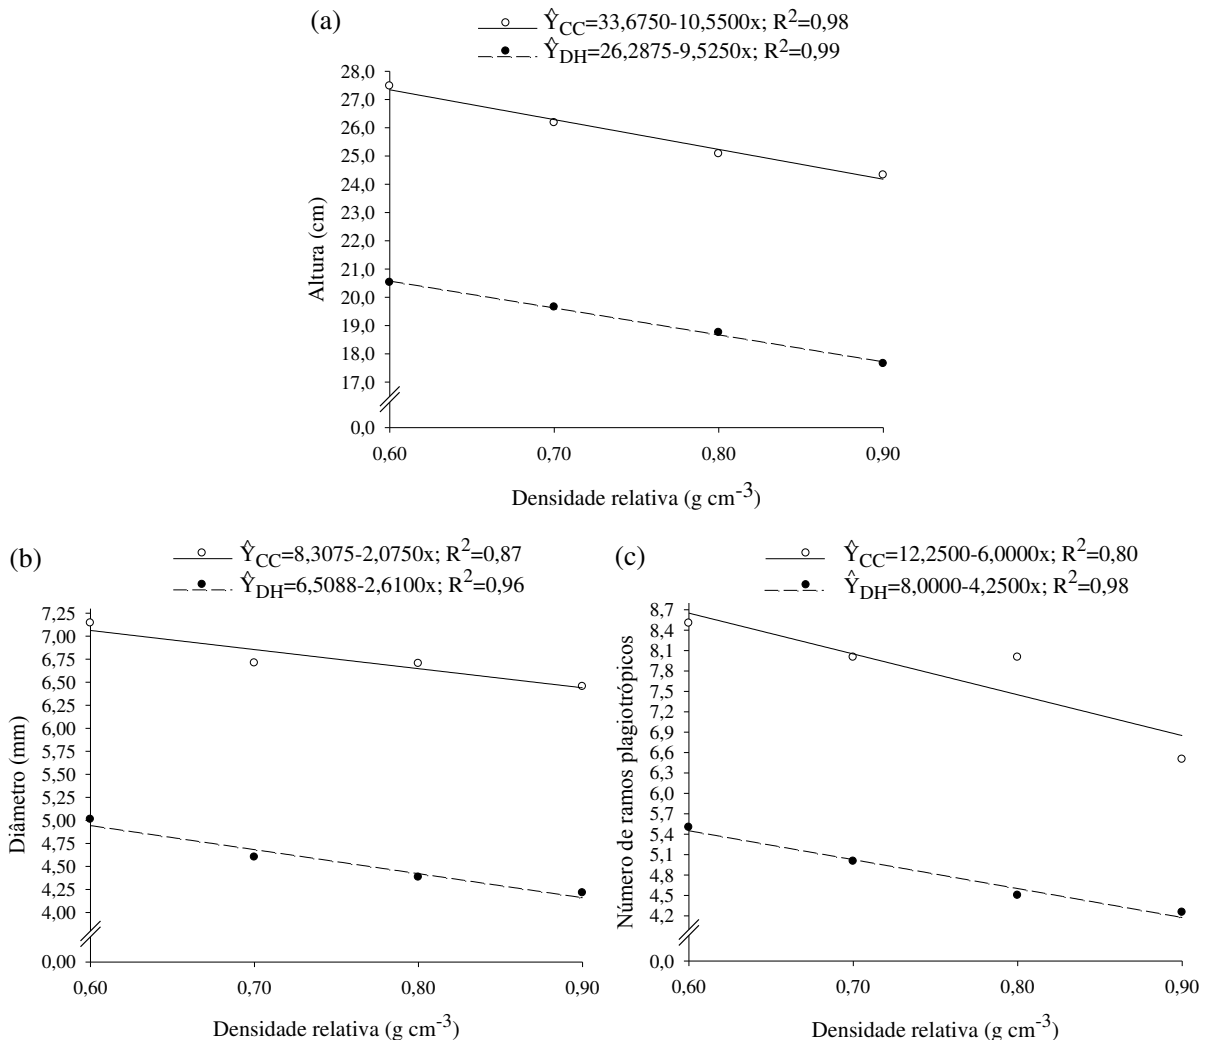 (a)
ŶCC=33,6750-10,5500x; R²=0,98
ŶDH=26,2875-9,5250x; R²=0,99
28,0
27,0
26,0
25,0
24,0
23,0
22,0
21,0
20,0
19,0
18,0
17,0
0,0
Altura (cm)
0,60 0,70 0,80 0,90
Densidade relativa (g cm⁻³)
(b)
ŶCC=8,3075-2,0750x; R²=0,87
ŶDH=6,5088-2,6100x; R²=0,96
7,25
7,00
6,75
6,50
6,25
6,00
5,75
5,50
5,25
5,00
4,75
4,50
4,25
4,00
0,00
Diâmetro (mm)
0,60 0,70 0,80 0,90
Densidade relativa (g cm⁻³)
(c)
ŶCC=12,2500-6,0000x; R²=0,80
ŶDH=8,0000-4,2500x; R²=0,98
8,7
8,4
8,1
7,8
7,5
7,2
6,9
6,6
6,3
6,0
5,7
5,4
5,1
4,8
4,5
4,2
0,0
Número de ramos plagiotrópicos
0,60 0,70 0,80 0,90
Densidade relativa (g cm⁻³)